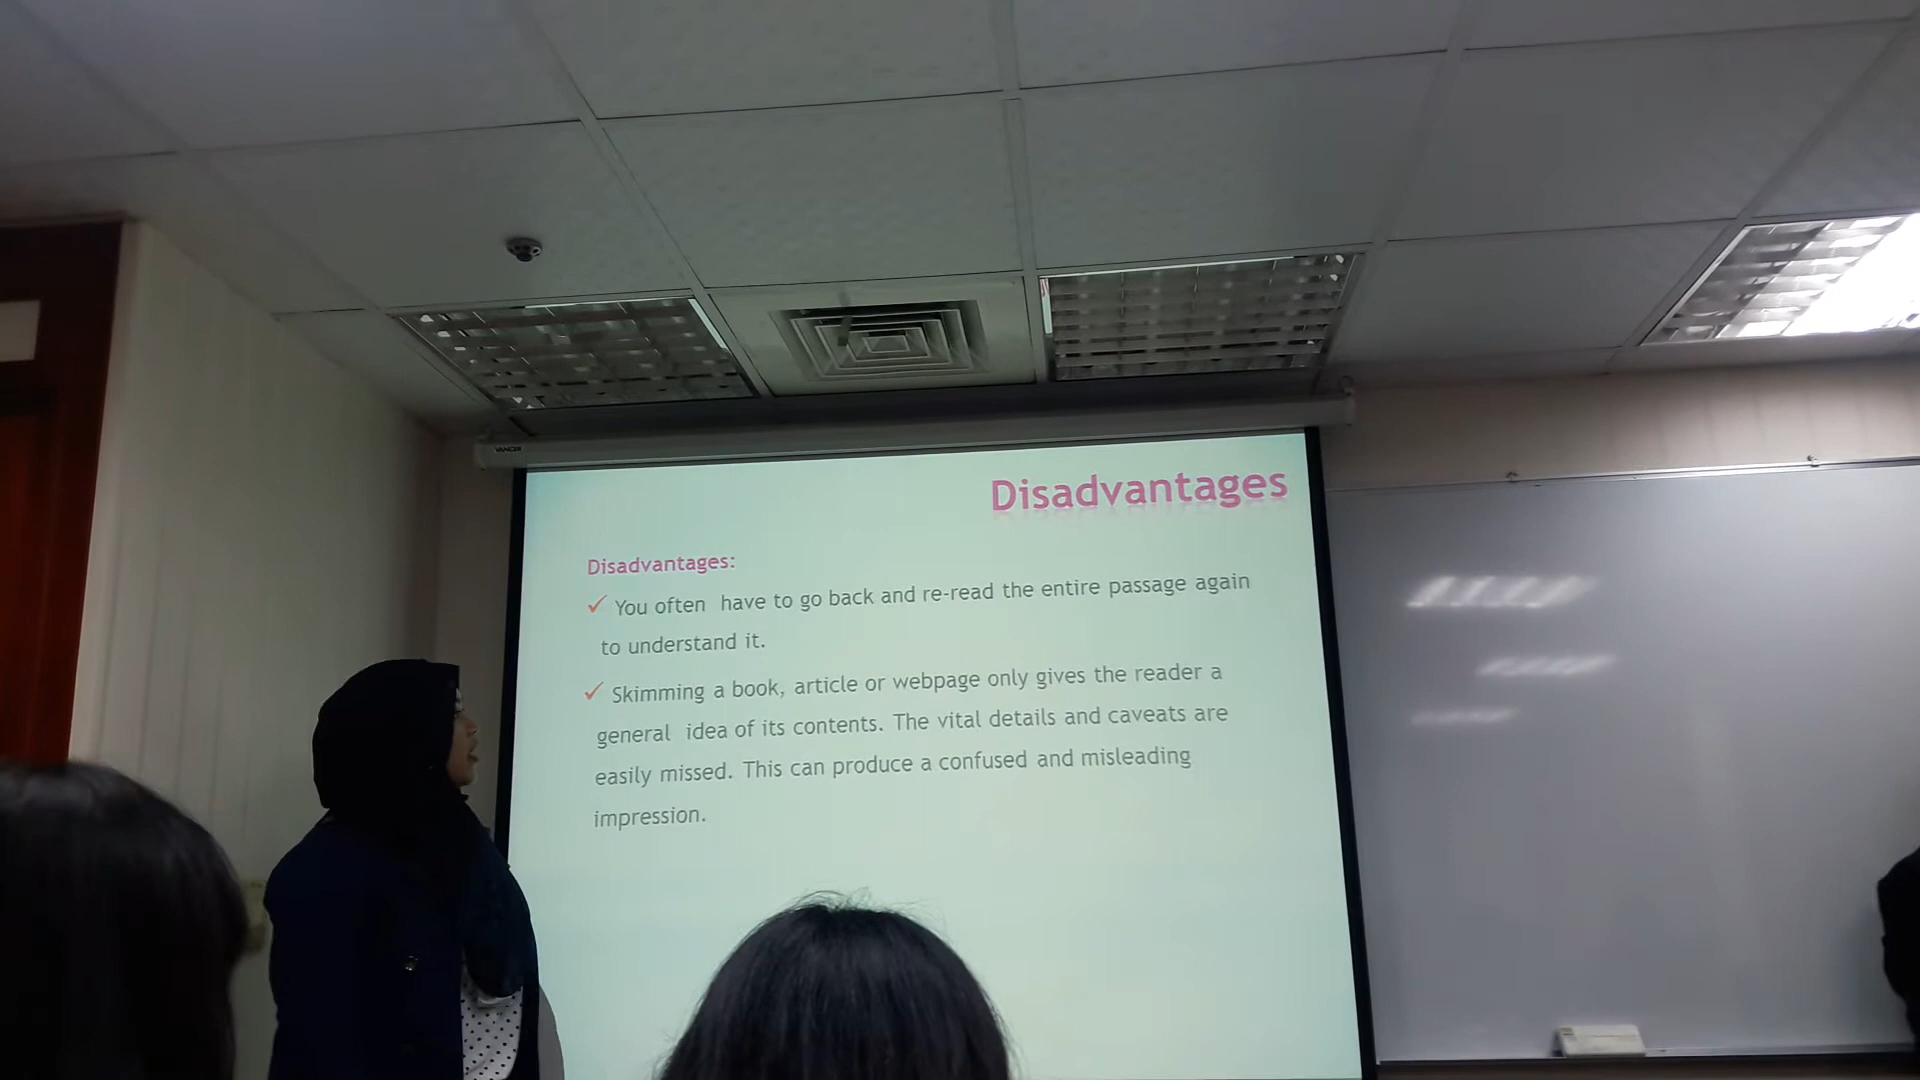 VANCER
Disadvantages
Disadvantages:
✓ You often have to go back and re-read the entire passage again
to understand it.
✓ Skimming a book, article or webpage only gives the reader a
general idea of its contents. The vital details and caveats are
easily missed. This can produce a confused and misleading
impression.